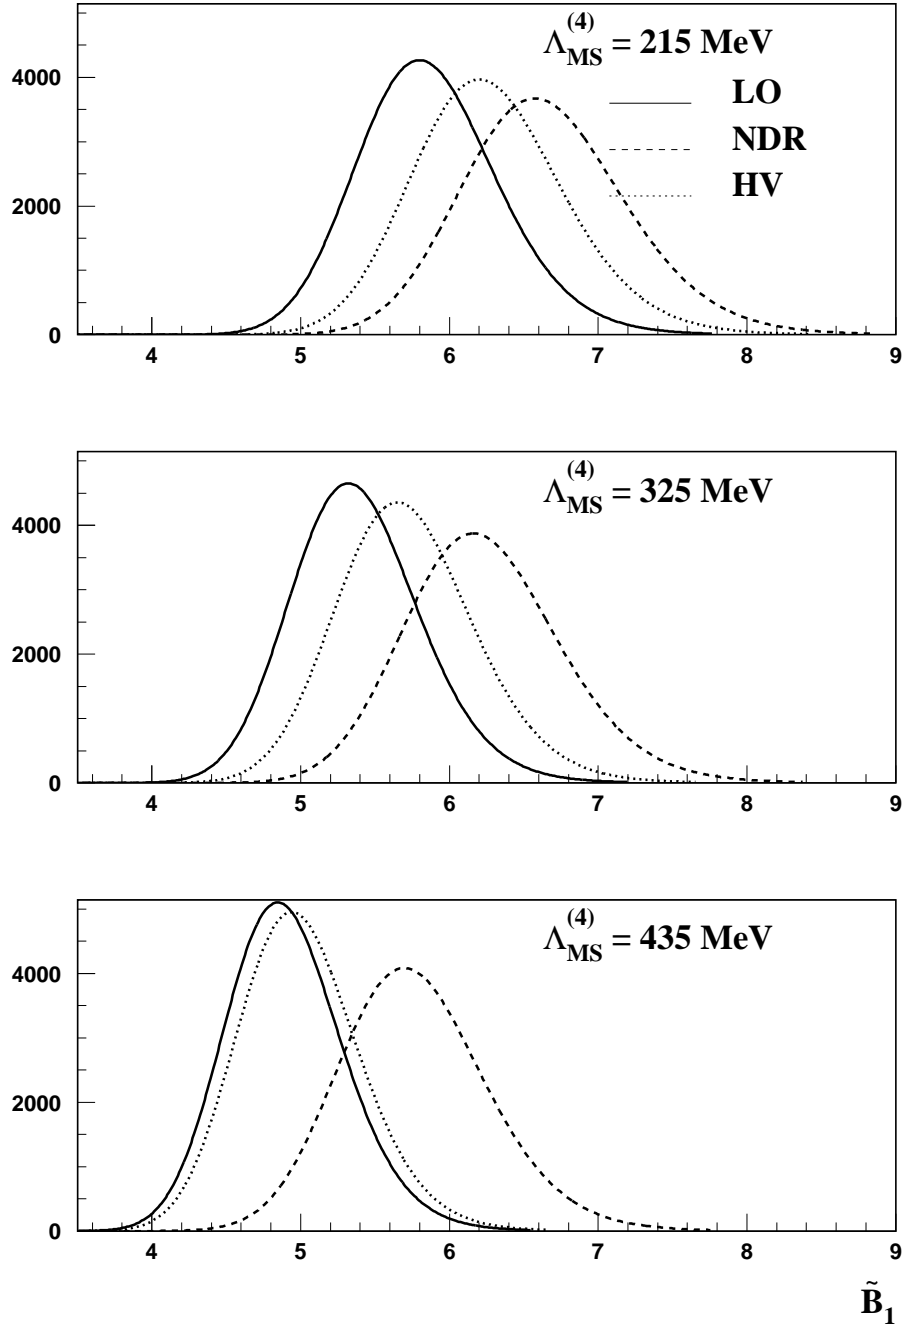 Λ_MS^(4) = 215 MeV
LO
NDR
HV
4000
2000
0
4 5 6 7 8 9
Λ_MS^(4) = 325 MeV
4000
2000
0
4 5 6 7 8 9
Λ_MS^(4) = 435 MeV
4000
2000
0
4 5 6 7 8 9
B̃_1